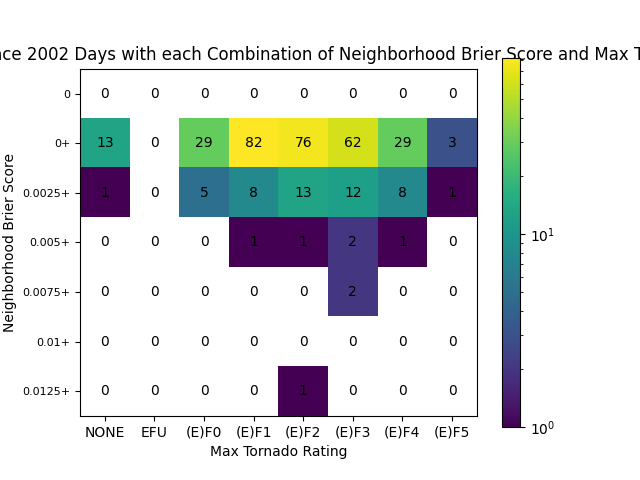 2002 Days with each Combination of Neighborhood Brier Score and Max
0 0 0 0 0 0 0 0 0
0+ 13 0 29 82 76 62 29 3
0.0025+ 1 0 5 8 13 12 8 1
0.005+ 0 0 0 1 1 2 1 0
0.0075+ 0 0 0 0 0 2 0 0
0.01+ 0 0 0 0 0 0 0 0
0.0125+ 0 0 0 0 1 0 0 0
NONE EFU (E)F0 (E)F1 (E)F2 (E)F3 (E)F4 (E)F5
Max Tornado Rating
Neighborhood Brier Score
10¹
10⁰